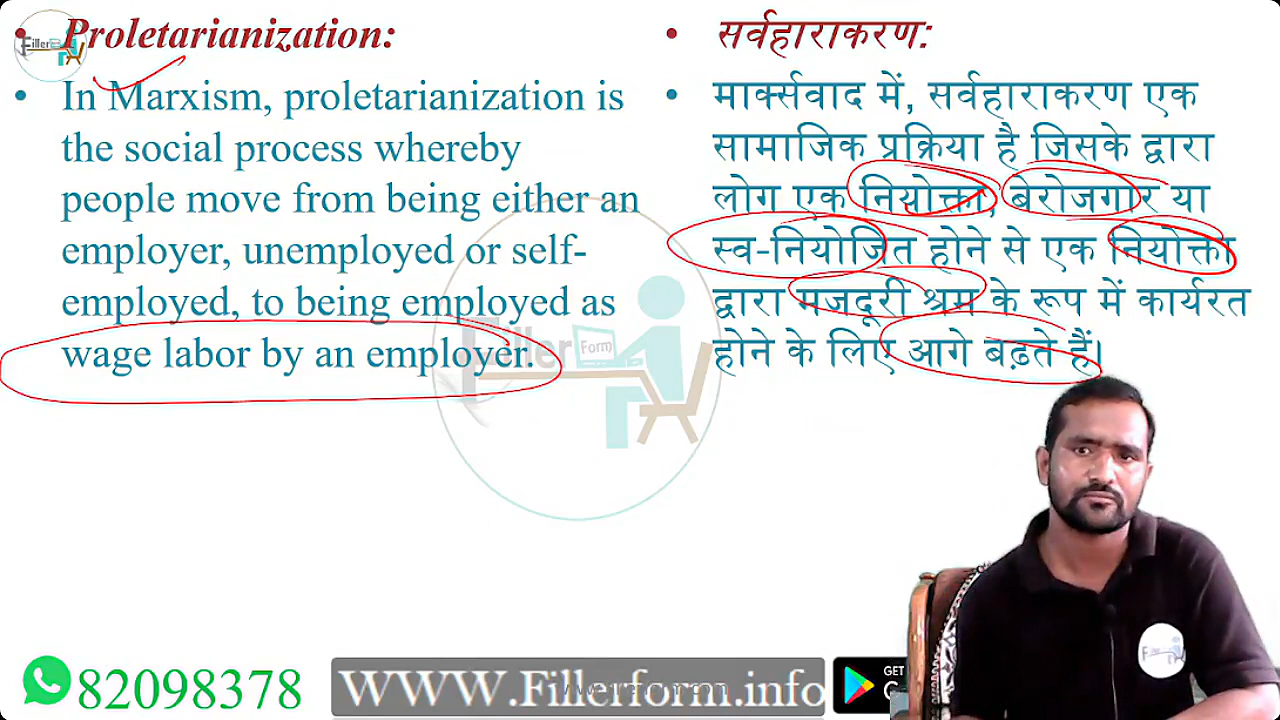 Proletarianization:
In Marxism, proletarianization is
the social process whereby
people move from being either an
employer, unemployed or self-
employed, to being employed as
wage labor by an employer.
सर्वहाराकरण:
मार्क्सवाद में, सर्वहाराकरण एक
सामाजिक प्रक्रिया है जिसके द्वारा
लोग एक नियोक्ता, बेरोजगार या
स्व-नियोजित होने से एक नियोक्ता
द्वारा मजदूरी श्रम के रूप में कार्यरत
होने के लिए आगे बढ़ते हैं।
Filler Form
82098378
www.Fillerform.info
GET